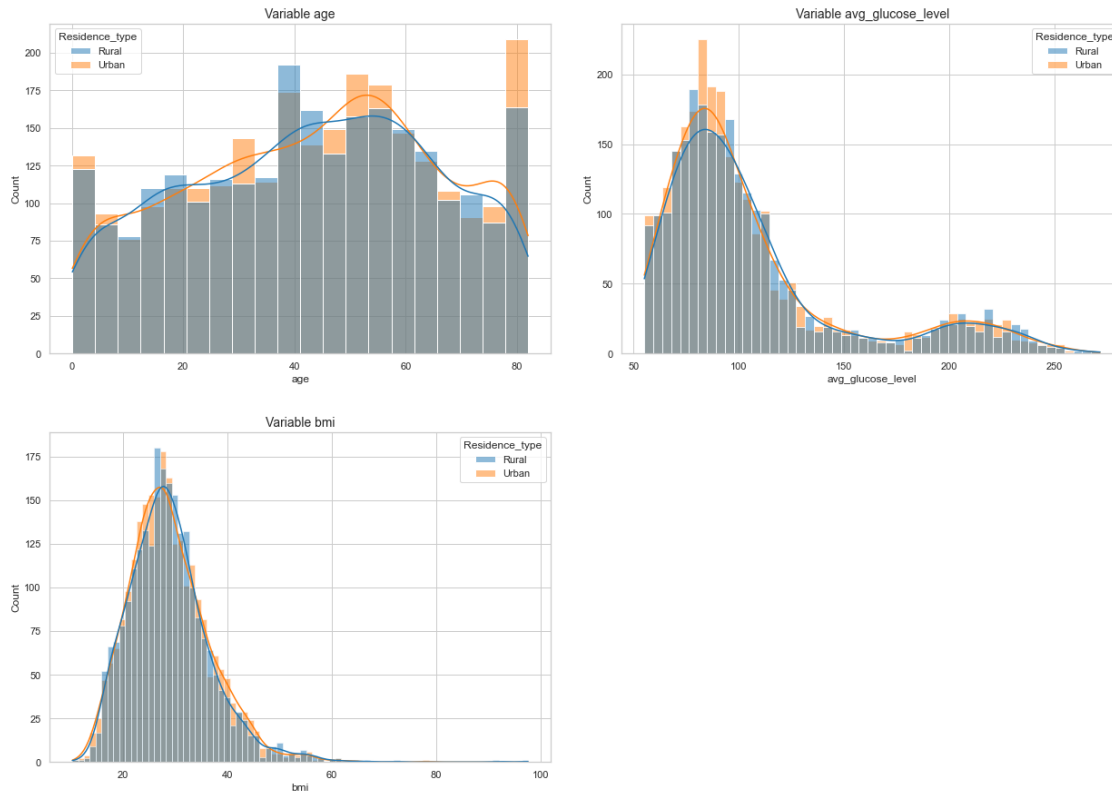 Variable age
Residence_type
Rural
Urban
Count
200
175
150
125
100
75
50
25
0
0
20
40
60
80
age
Variable avg_glucose_level
Residence_type
Rural
Urban
Count
200
150
100
50
0
50
100
150
200
250
avg_glucose_level
Variable bmi
Residence_type
Rural
Urban
Count
175
150
125
100
75
50
25
0
20
40
60
80
100
bmi